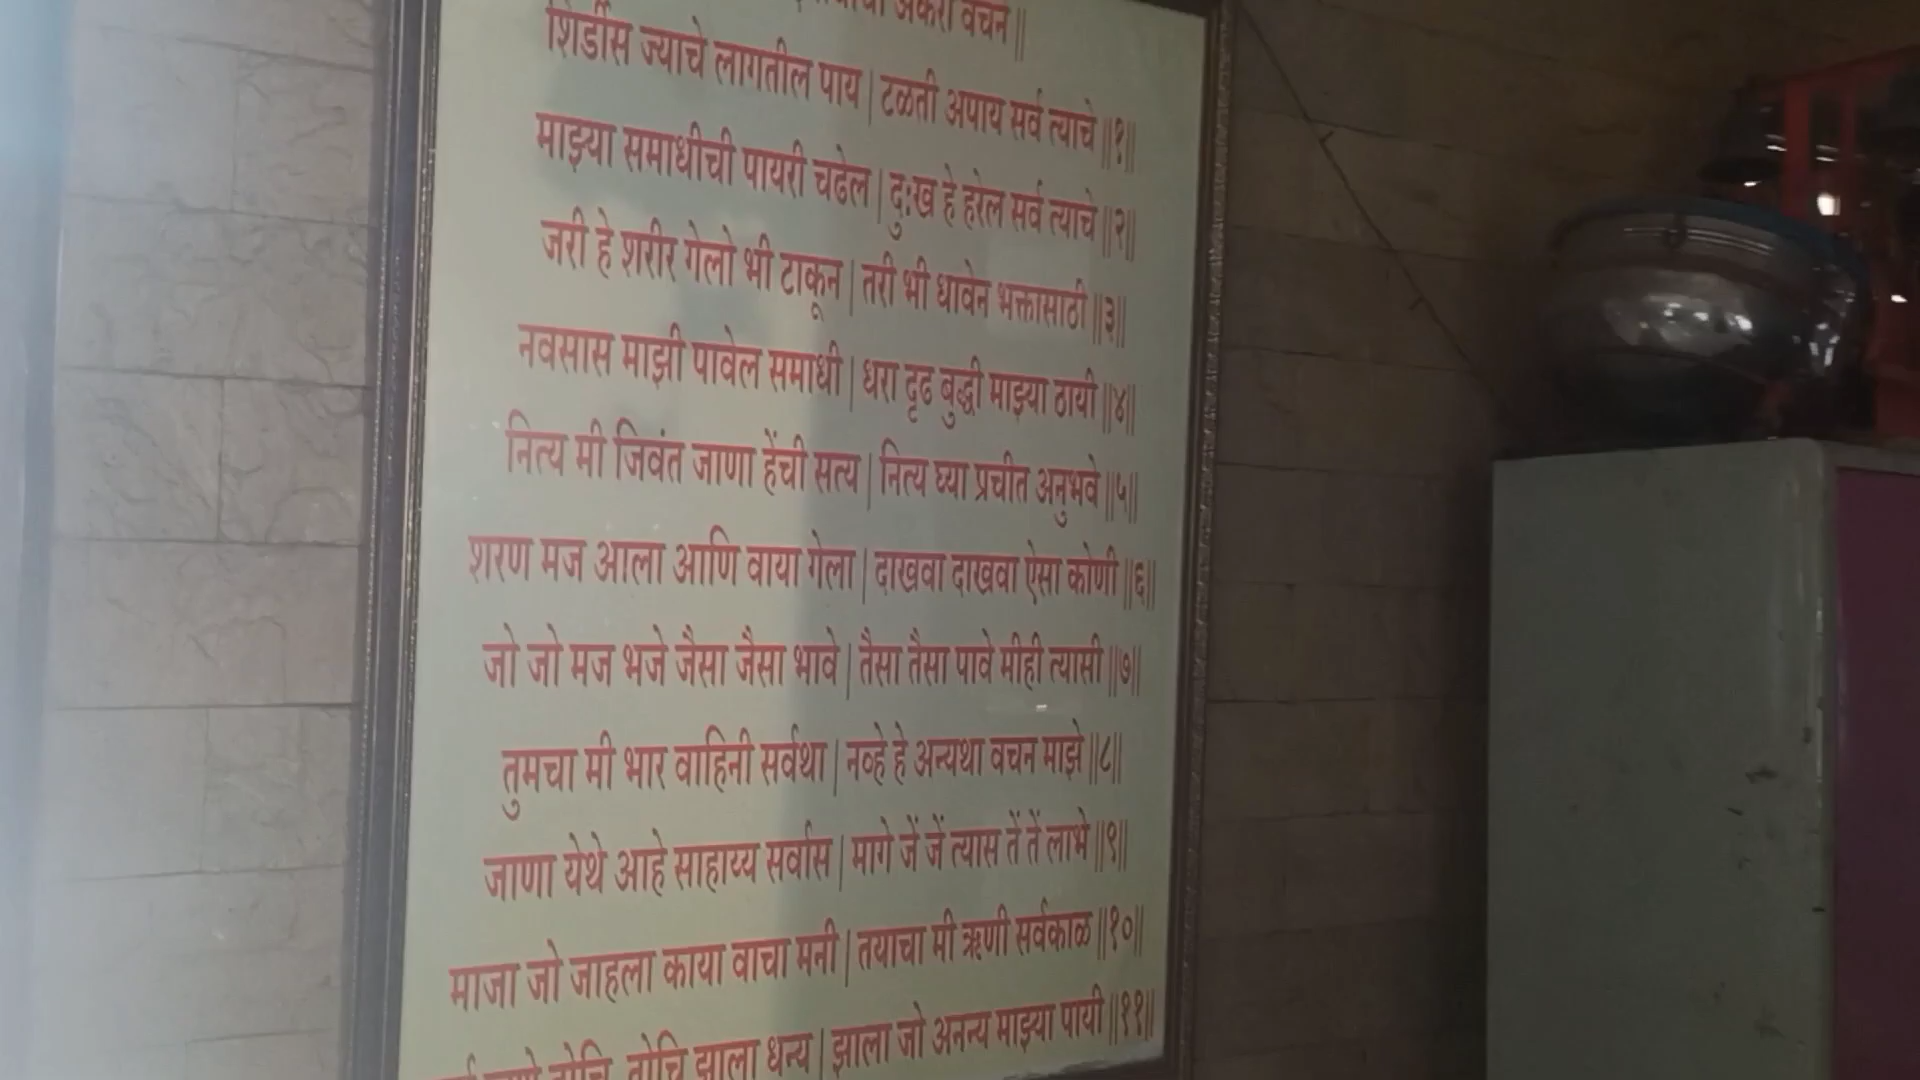 अकरा वचन ||
शिर्डीस ज्याचे लागतील पाय | टळती अपाय सर्व त्याचे ||१||
माझ्या समाधीची पायरी चढेल | दुःख हे हरेल सर्व त्याचे ||२||
जरी हे शरीर गेलो भी टाकून | तरी भी धावेन भक्तासाठी ||३||
नवसास माझी पावेल समाधी | धरा दृढ बुद्धी माझ्या ठायी ||४||
नित्य मी जिवंत जाणा हेंची सत्य | नित्य घ्या प्रचीत अनुभवे ||५||
शरण मज आला आणि वाया गेला | दाखवा दाखवा ऐसा कोणी ||६||
जो जो मज भजे जैसा जैसा भावे | तैसा तैसा पावे मीही त्यासी ||७||
तुमचा मी भार वाहिनी सर्वथा | नव्हे हे अन्यथा वचन माझे ||८||
जाणा येथे आहे साहाय्य सर्वास | मागे जें जें त्यास तें तें लाभे ||९||
माजा जो जाहला काया वाचा मनी | तयाचा मी ऋणी सर्वकाळ ||१०||
तोचि झाला धन्य | झाला जो अनन्य माझ्या पायी ||११||